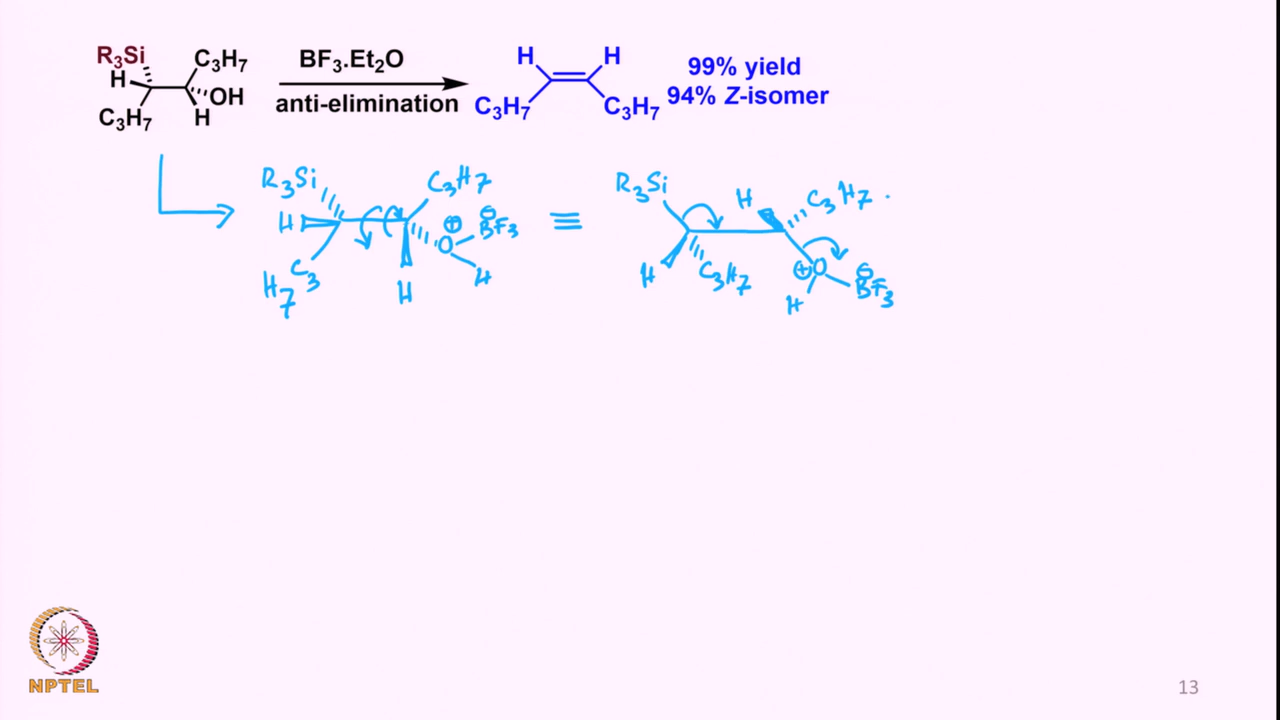 R₃Si C₃H₇
H
OH
C₃H₇ H
BF₃.Et₂O
anti-elimination
H H
C₃H₇ C₃H₇
99% yield
94% Z-isomer
R₃Si C₃H₇
H ⊕ ⊖
O BF₃
H₇C₃ H H
≡
R₃Si H C₃H₇
H C₃H₇ ⊕O ⊖
H BF₃
NPTEL
13